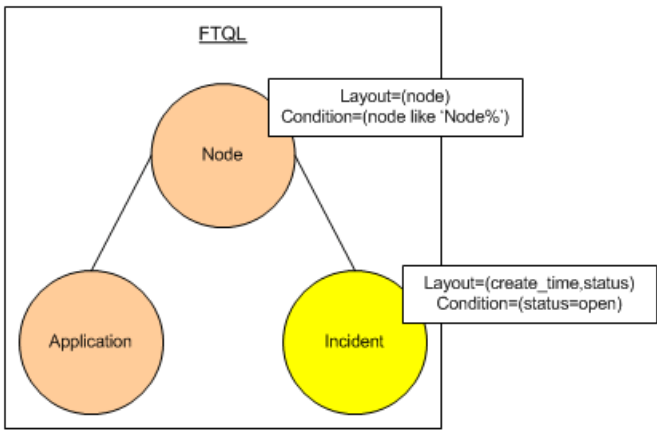 FTQL
Layout=(node)
Condition=(node like ‘Node%’)
Node
Layout=(create_time,status)
Condition=(status=open)
Application
Incident